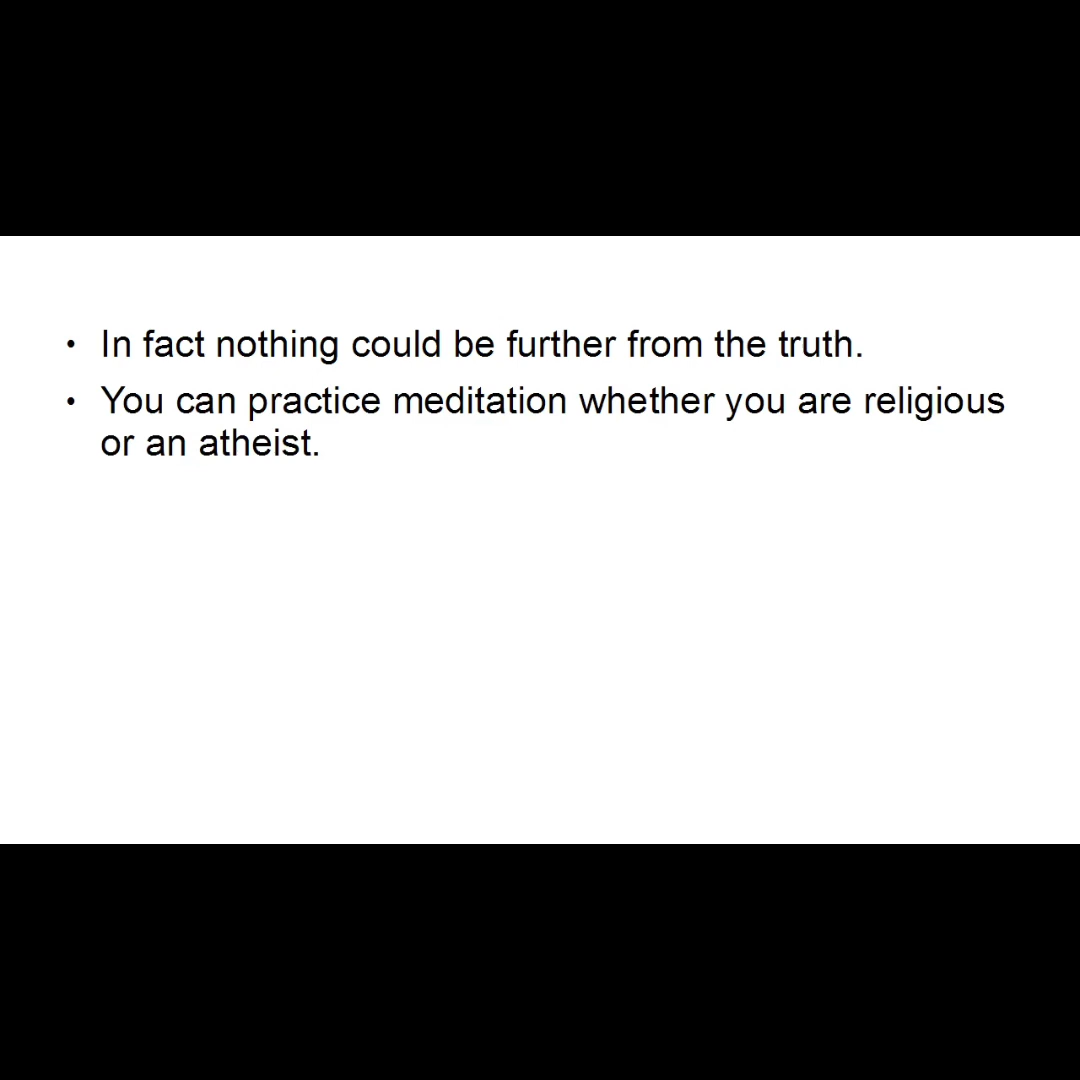 • In fact nothing could be further from the truth.
• You can practice meditation whether you are religious
or an atheist.